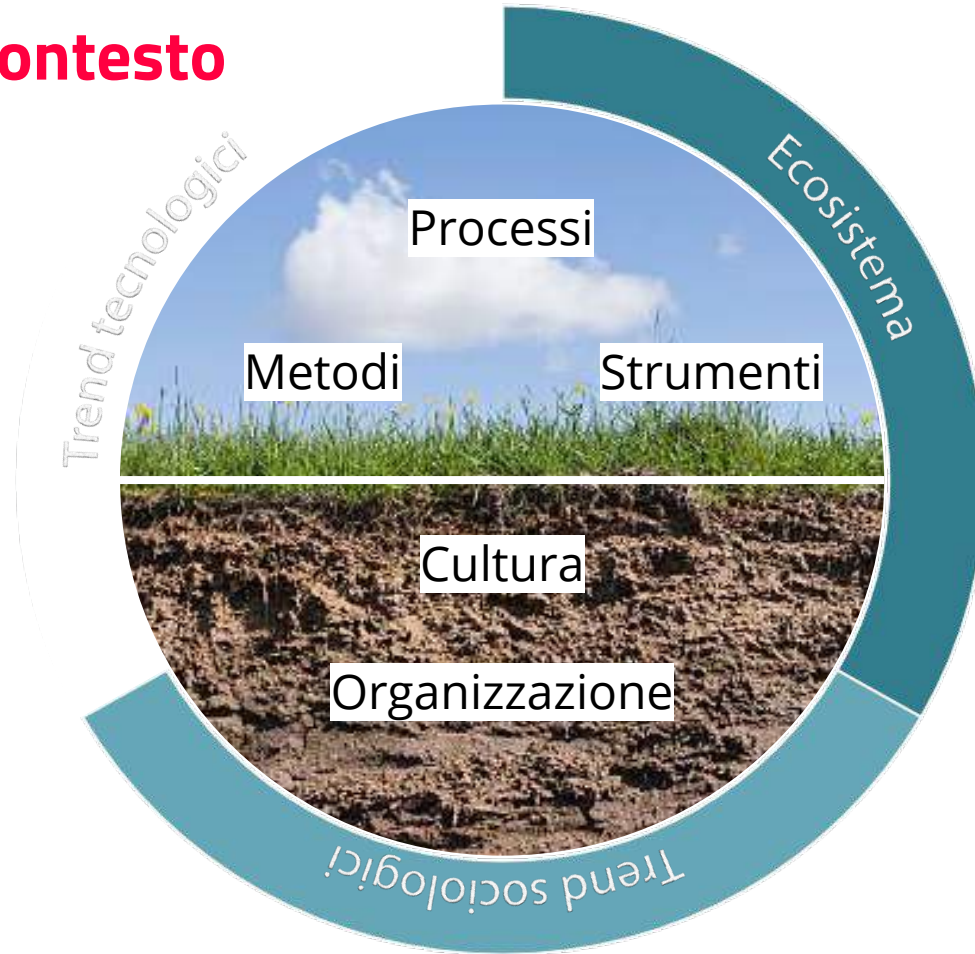 ontesto
Trend tecnologici
Ecosistema
Processi
Metodi
Strumenti
Cultura
Organizzazione
Trend sociologici